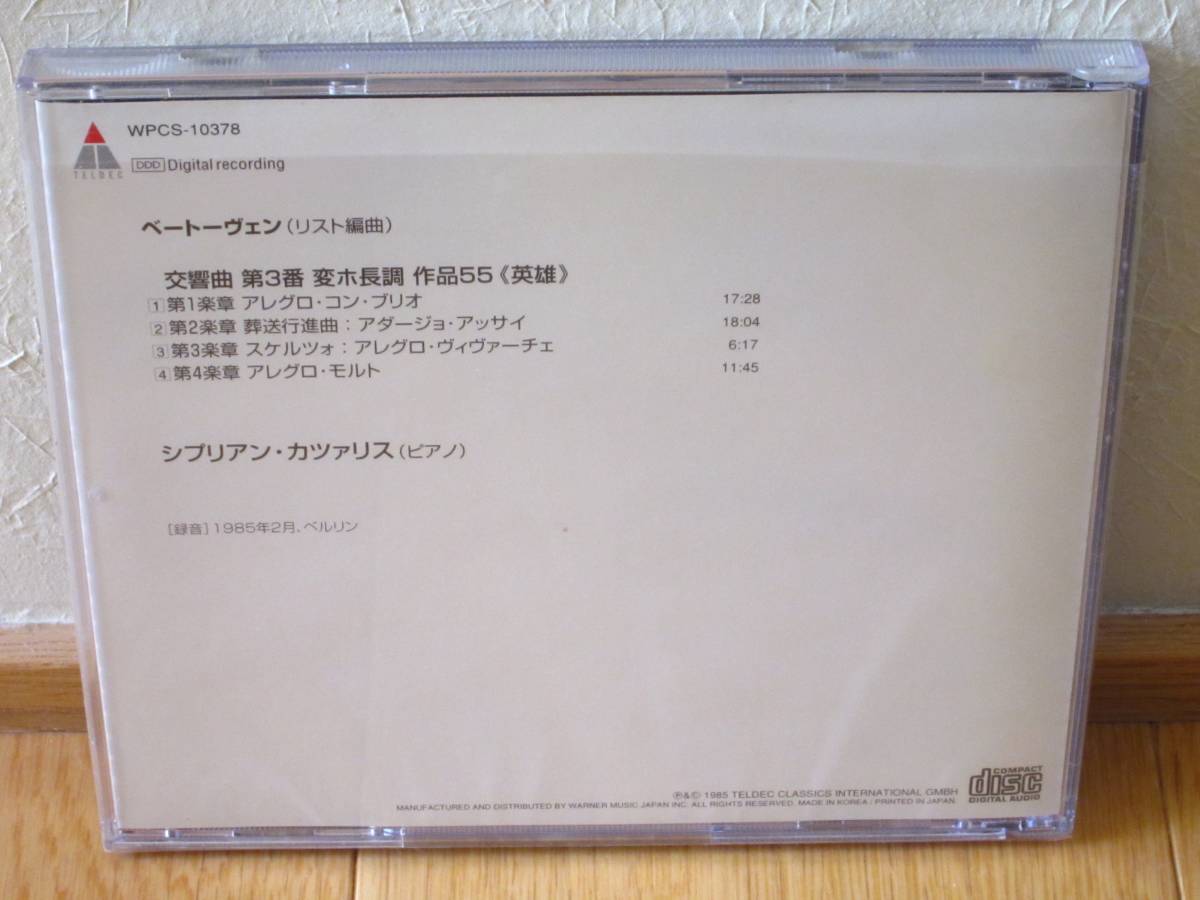 WPCS-10378
TELDEC
DDD Digital recording
ベートーヴェン(リスト編曲)
交響曲 第3番 変ホ長調 作品55《英雄》
1 第1楽章 アレグロ・コン・ブリオ 17:28
2 第2楽章 葬送行進曲：アダージョ・アッサイ 18:04
3 第3楽章 スケルツォ：アレグロ・ヴィヴァーチェ 6:17
4 第4楽章 アレグロ・モルト 11:45
シプリアン・カツァリス(ピアノ)
[録音]1985年2月、ベルリン
℗&© 1985 TELDEC CLASSICS INTERNATIONAL GMBH
MANUFACTURED AND DISTRIBUTED BY WARNER MUSIC JAPAN INC. ALL RIGHTS RESERVED. MADE IN KOREA / PRINTED IN JAPAN.
COMPACT
disc
DIGITAL AUDIO